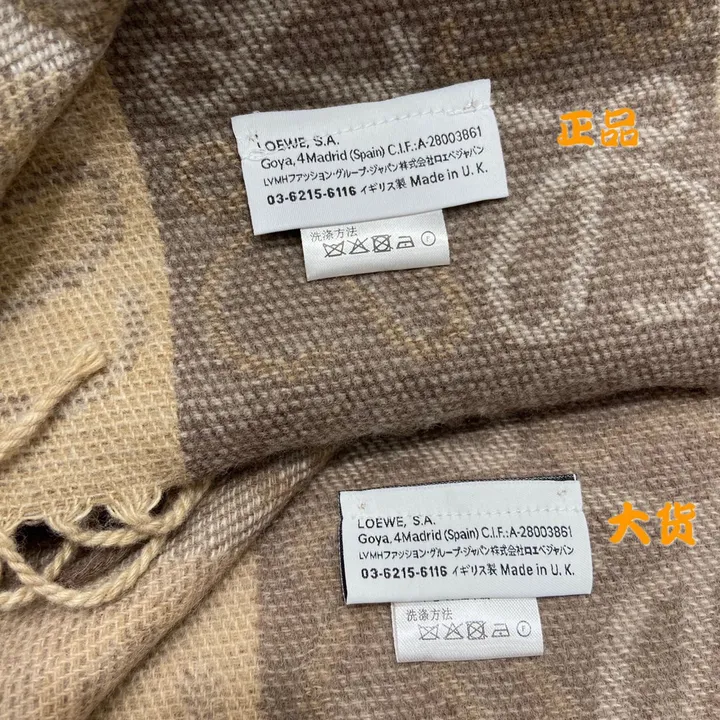 正品
LOEWE, S.A.
Goya, 4Madrid (Spain) C.I.F.:A-28003861
LVMHファッション・グループ・ジャパン株式会社ロエベジャパン
03-6215-6116 イギリス製 Made in U. K.
洗涤方法
F
大货
LOEWE, S.A.
Goya, 4Madrid (Spain) C.I.F.:A-28003861
LVMHファッション・グループ・ジャパン株式会社ロエベジャパン
03-6215-6116 イギリス製 Made in U. K.
洗涤方法
F